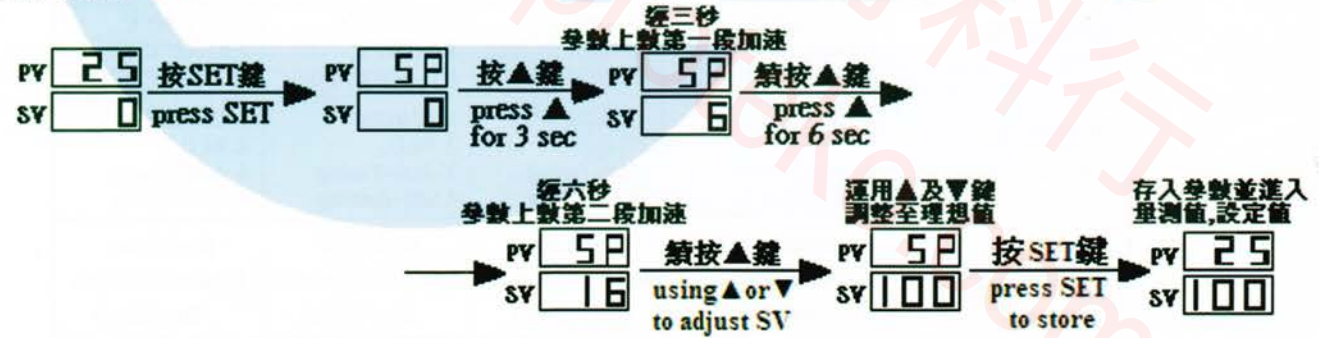 PV 25
SV 0
按SET鍵
press SET
PV SP
SV 0
按▲鍵
press ▲
for 3 sec
經三秒
參數上數第一段加速
PV SP
SV 6
續按▲鍵
press ▲
for 6 sec
經六秒
參數上數第二段加速
PV SP
SV 16
續按▲鍵
using▲or▼
to adjust SV
運用▲及▼鍵
調整至理想值
PV SP
SV 100
按SET鍵
press SET
to store
存入參數並進入
量測值,設定值
PV 25
SV 100